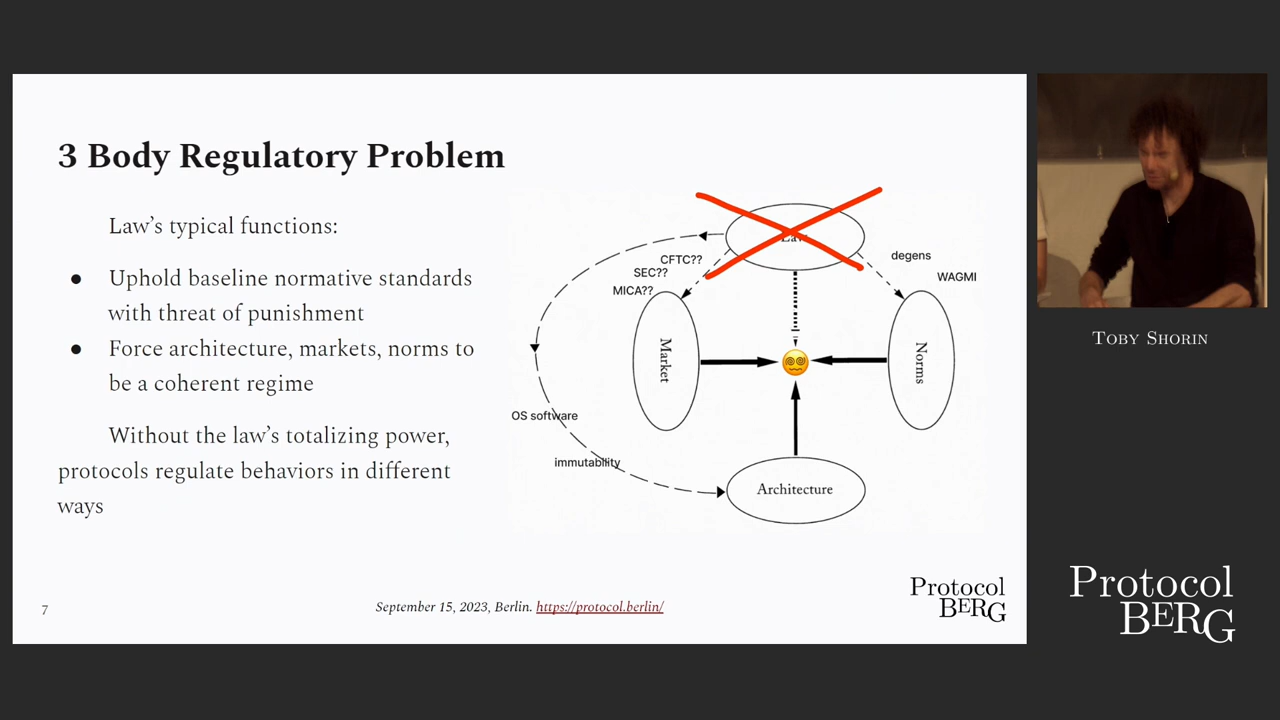 3 Body Regulatory Problem
Law's typical functions:
● Uphold baseline normative standards
with threat of punishment
● Force architecture, markets, norms to
be a coherent regime
Without the law's totalizing power,
protocols regulate behaviors in different
ways
Law
CFTC??
SEC??
MICA??
degens
WAGMI
Market
Norms
OS software
immutability
Architecture
7
September 15, 2023, Berlin. https://protocol.berlin/
Protocol
BERG
TOBY SHORIN
Protocol
BERG